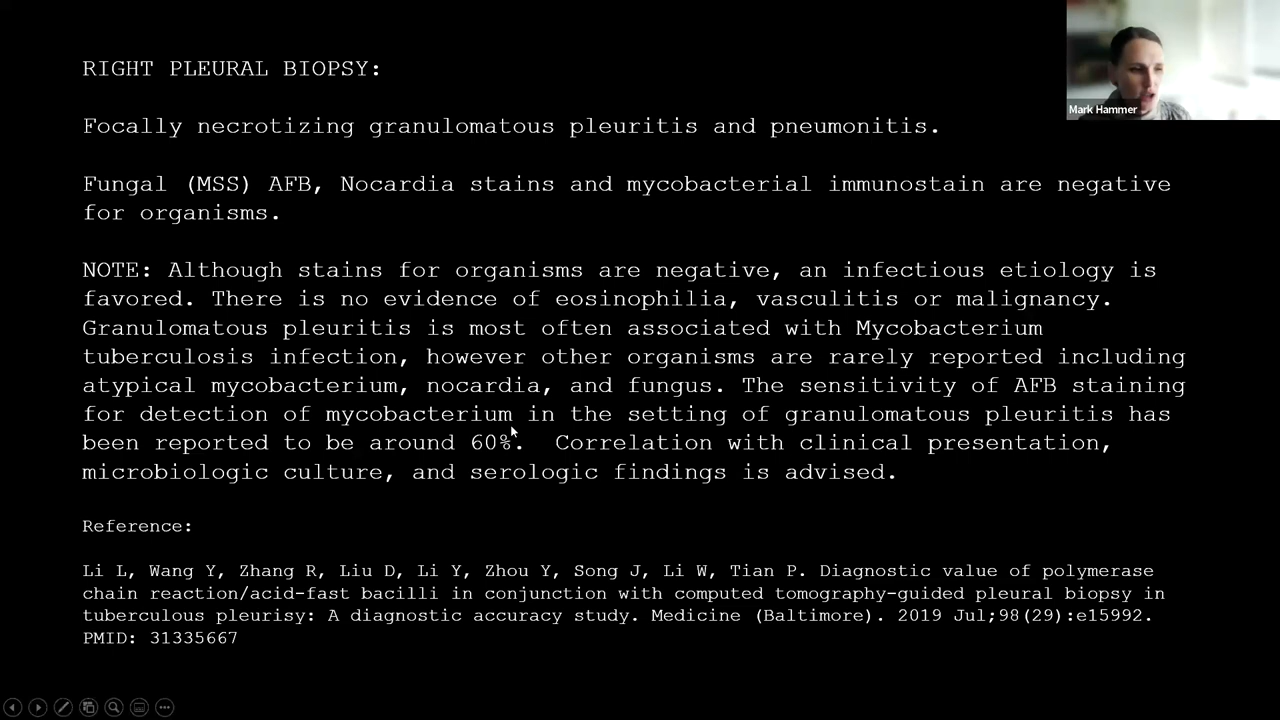 RIGHT PLEURAL BIOPSY:
Mark Hammer
Focally necrotizing granulomatous pleuritis and pneumonitis.
Fungal (MSS) AFB, Nocardia stains and mycobacterial immunostain are negative
for organisms.
NOTE: Although stains for organisms are negative, an infectious etiology is
favored. There is no evidence of eosinophilia, vasculitis or malignancy.
Granulomatous pleuritis is most often associated with Mycobacterium
tuberculosis infection, however other organisms are rarely reported including
atypical mycobacterium, nocardia, and fungus. The sensitivity of AFB staining
for detection of mycobacterium in the setting of granulomatous pleuritis has
been reported to be around 60%.  Correlation with clinical presentation,
microbiologic culture, and serologic findings is advised.
Reference:
Li L, Wang Y, Zhang R, Liu D, Li Y, Zhou Y, Song J, Li W, Tian P. Diagnostic value of polymerase
chain reaction/acid-fast bacilli in conjunction with computed tomography-guided pleural biopsy in
tuberculous pleurisy: A diagnostic accuracy study. Medicine (Baltimore). 2019 Jul;98(29):e15992.
PMID: 31335667